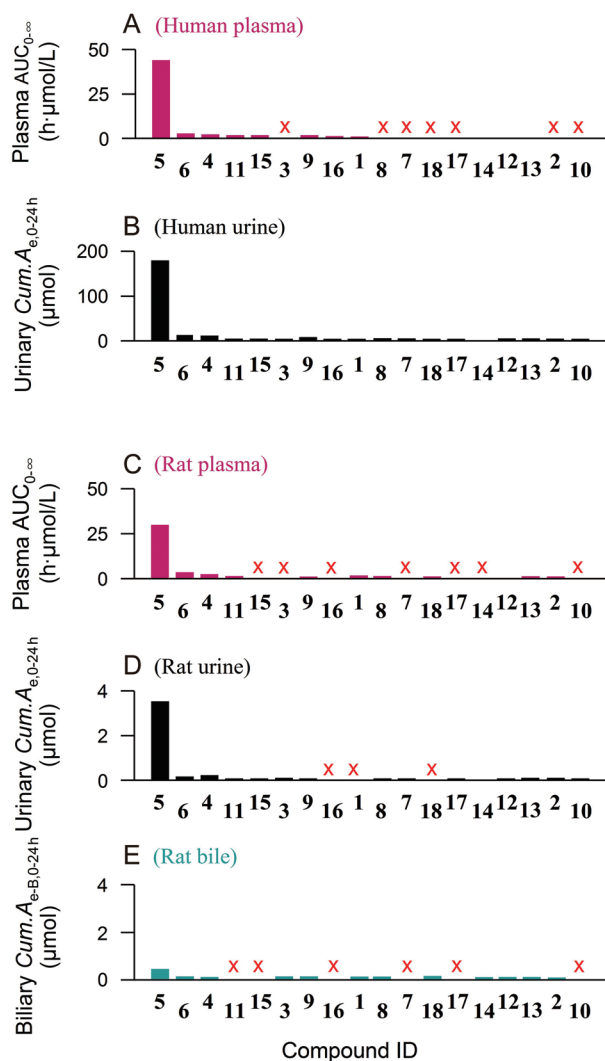 A (Human plasma)
Plasma AUC0-∞
(h·μmol/L)
50
25
0
x x x x x x x
5 6 4 11 15 3 9 16 1 8 7 18 17 14 12 13 2 10
B (Human urine)
Urinary Cum.Ae,0-24h
(μmol)
200
100
0
5 6 4 11 15 3 9 16 1 8 7 18 17 14 12 13 2 10
C (Rat plasma)
Plasma AUC0-∞
(h·μmol/L)
50
25
0
x x x x x x x
5 6 4 11 15 3 9 16 1 8 7 18 17 14 12 13 2 10
D (Rat urine)
Urinary Cum.Ae,0-24h
(μmol)
4
2
0
x x x
5 6 4 11 15 3 9 16 1 8 7 18 17 14 12 13 2 10
E (Rat bile)
Biliary Cum.Ae-B,0-24h
(μmol)
4
2
0
x x x x x x
5 6 4 11 15 3 9 16 1 8 7 18 17 14 12 13 2 10
Compound ID